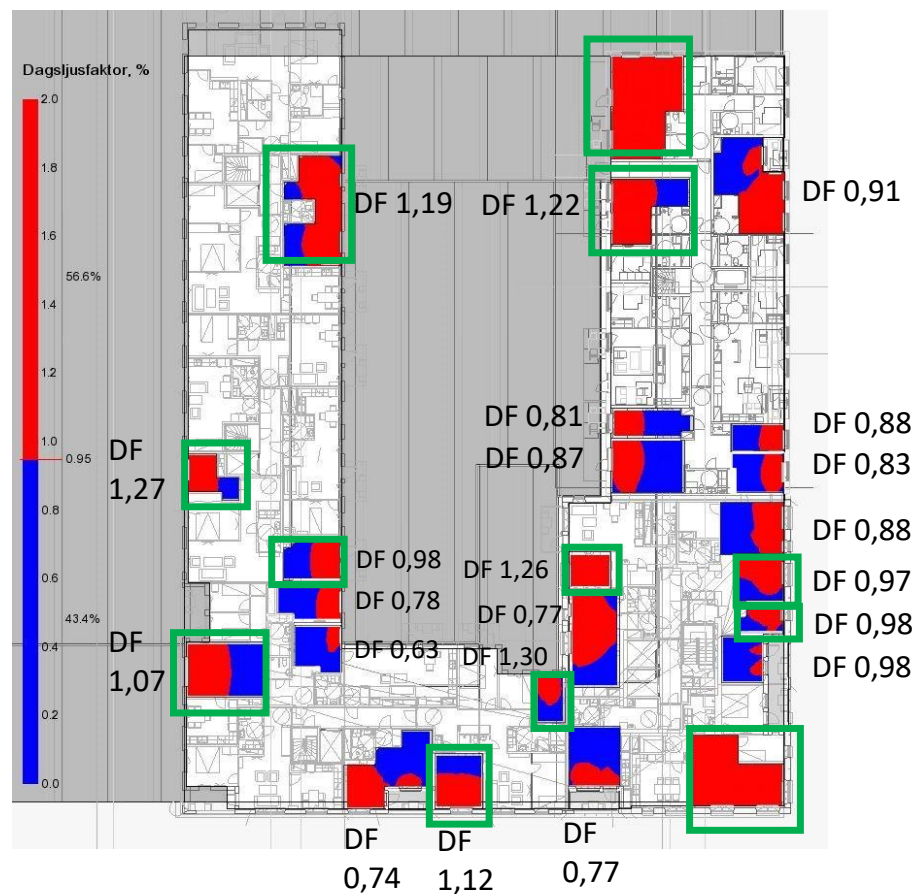 Dagsljusfaktor, %
2.0
1.8
1.6
56.6%
1.4
1.2
1.0
0.95
0.8
0.6
43.4%
0.4
0.2
0.0
DF 1,19
DF 1,22
DF 0,91
DF
1,27
DF 0,81
DF 0,87
DF 0,88
DF 0,83
DF 0,88
DF 0,98
DF 1,26
DF 0,97
DF 0,78
DF 0,77
DF 0,98
DF
1,07
DF 0,63
DF 1,30
DF 0,98
DF
0,74
DF
1,12
DF
0,77